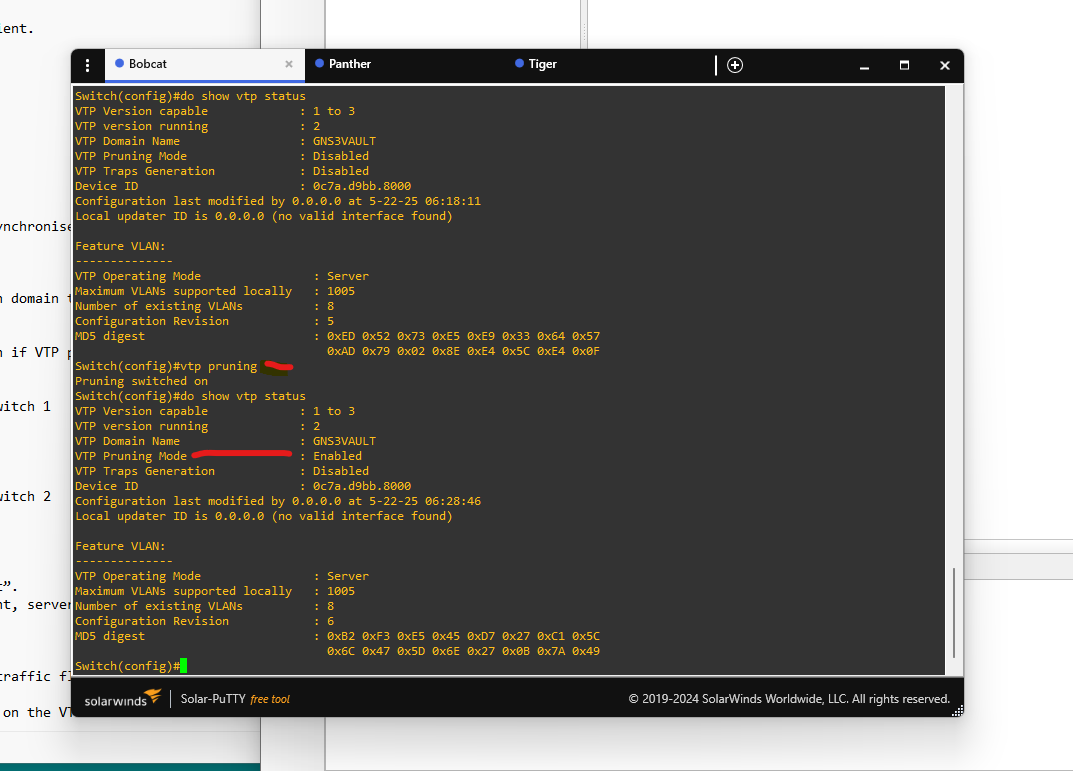 lent.
Bobcat
Panther
Tiger
Switch(config)#do show vtp status
VTP Version capable : 1 to 3
VTP version running : 2
VTP Domain Name : GNS3VAULT
VTP Pruning Mode : Disabled
VTP Traps Generation : Disabled
Device ID : 0c7a.d9bb.8000
Configuration last modified by 0.0.0.0 at 5-22-25 06:18:11
Local updater ID is 0.0.0.0 (no valid interface found)
ynchronise
Feature VLAN:
--------------
VTP Operating Mode : Server
Maximum VLANs supported locally : 1005
n domain
Number of existing VLANs : 8
Configuration Revision : 5
MD5 digest : 0xED 0x52 0x73 0xE5 0xE9 0x33 0x64 0x57
0xAD 0x79 0x02 0x8E 0xE4 0x5C 0xE4 0x0F
n if VTP
Switch(config)#vtp pruning
Pruning switched on
Switch(config)#do show vtp status
witch 1
VTP Version capable : 1 to 3
VTP version running : 2
VTP Domain Name : GNS3VAULT
VTP Pruning Mode : Enabled
VTP Traps Generation : Disabled
Device ID : 0c7a.d9bb.8000
witch 2
Configuration last modified by 0.0.0.0 at 5-22-25 06:28:46
Local updater ID is 0.0.0.0 (no valid interface found)
Feature VLAN:
--------------
VTP Operating Mode : Server
t”.
Maximum VLANs supported locally : 1005
nt, server
Number of existing VLANs : 8
Configuration Revision : 6
MD5 digest : 0xB2 0xF3 0xE5 0x45 0xD7 0x27 0xC1 0x5C
0x6C 0x47 0x5D 0x6E 0x27 0x0B 0x7A 0x49
Switch(config)#
traffic fl
solarwinds Solar-PuTTY free tool © 2019-2024 SolarWinds Worldwide, LLC. All rights reserved.
on the VT